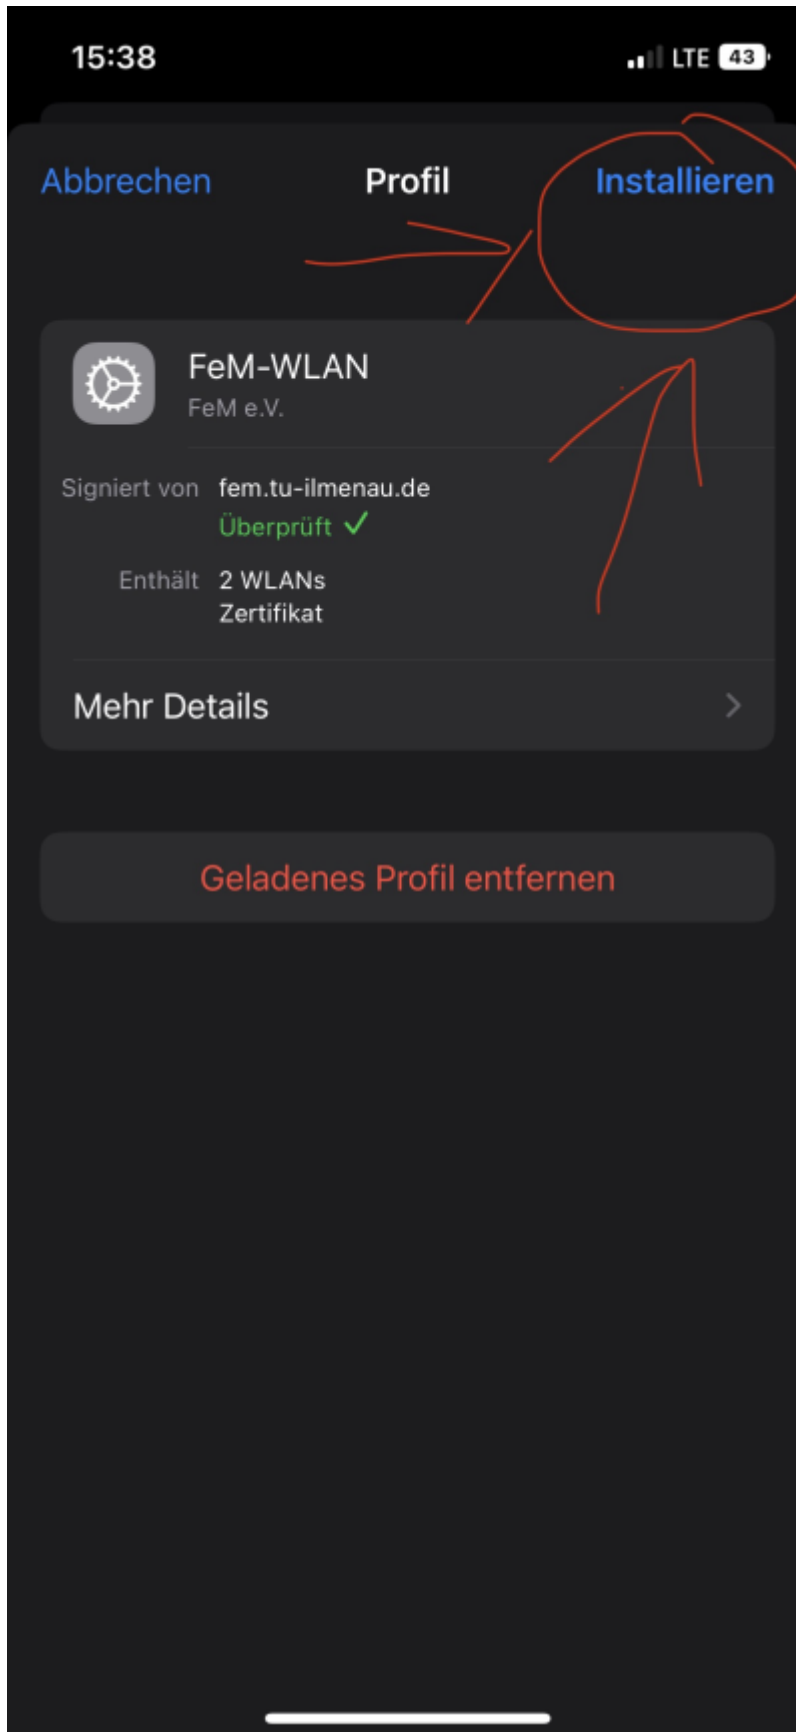 15:38
LTE 43
Abbrechen
Profil
Installieren
FeM-WLAN
FeM e.V.
Signiert von fem.tu-ilmenau.de
Überprüft ✓
Enthält 2 WLANs
Zertifikat
Mehr Details
Geladenes Profil entfernen